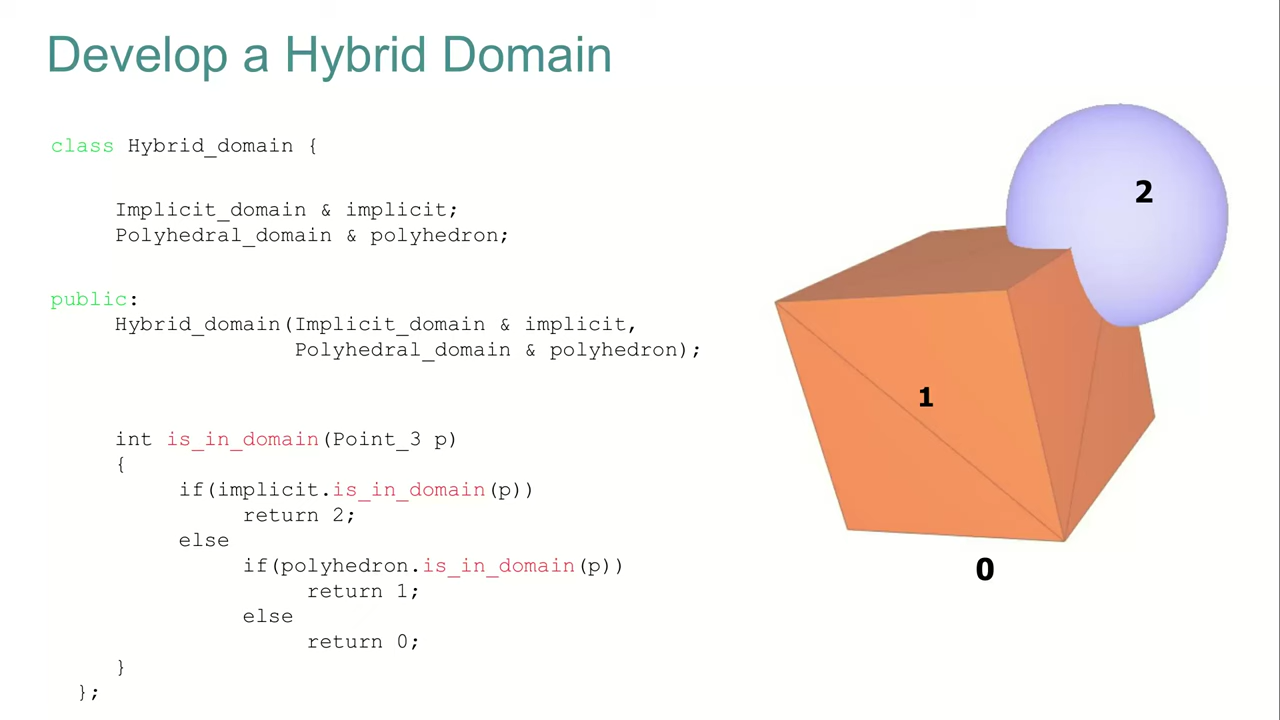 Develop a Hybrid Domain
class Hybrid_domain {
Implicit_domain & implicit;
Polyhedral_domain & polyhedron;
public:
Hybrid_domain(Implicit_domain & implicit,
Polyhedral_domain & polyhedron);
int is_in_domain(Point_3 p)
{
if(implicit.is_in_domain(p))
return 2;
else
if(polyhedron.is_in_domain(p))
return 1;
else
return 0;
}
};
2
1
0